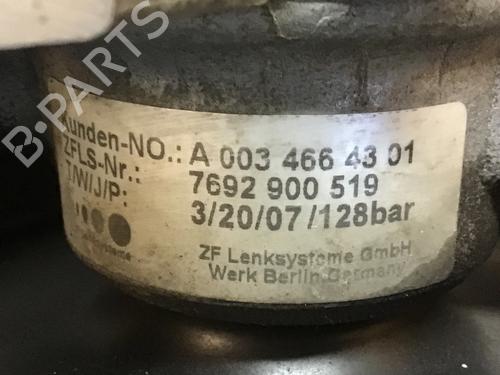 B-PARTS
Kunden-NO.: A 003 466 43 01
ZFLS-Nr.: 7692 900 519
T/W/J/P: 3/20/07/128bar
ZF Lenksysteme GmbH
Werk Berlin,Germany